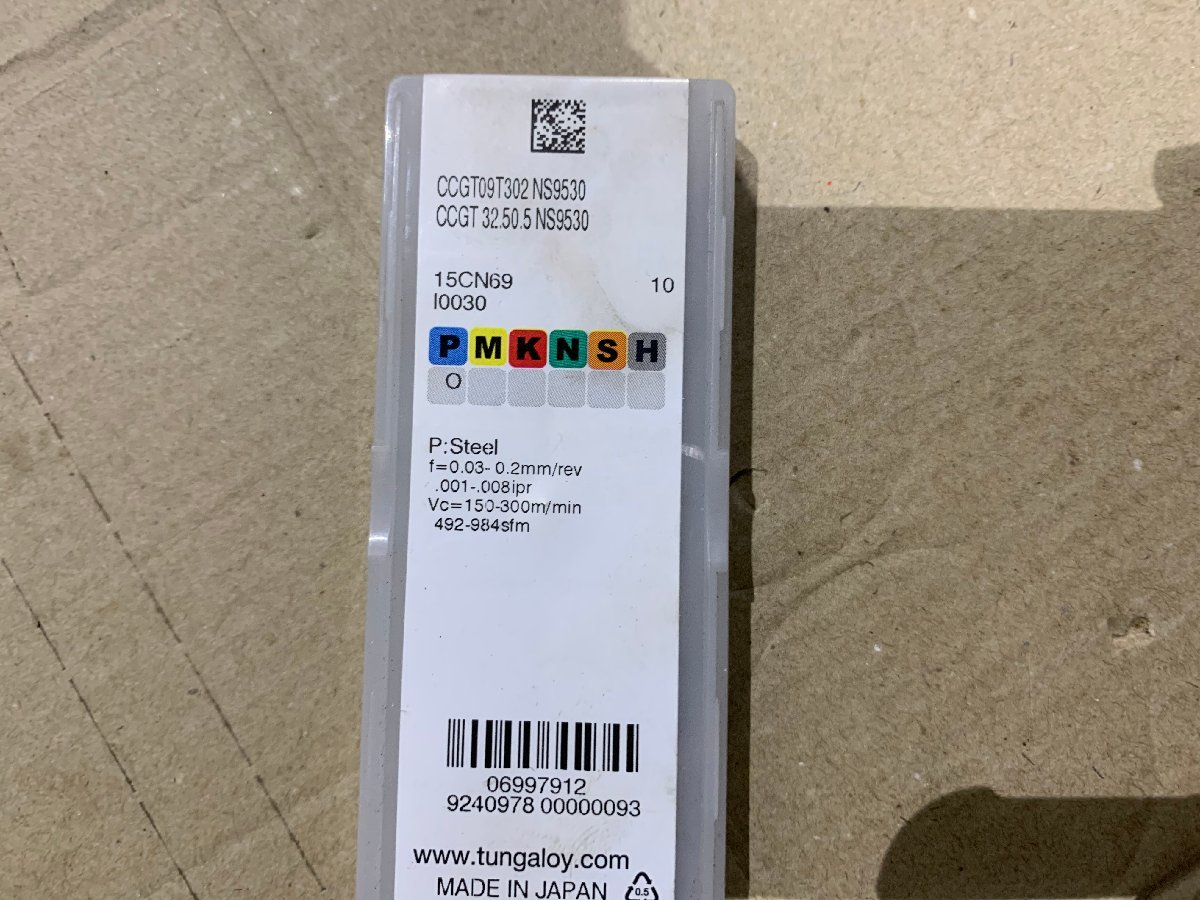 CCGT09T302 NS9530
CCGT 32.50.5 NS9530
15CN69 10
I0030
P M K N S H
O
P:Steel
f=0.03- 0.2mm/rev
.001-.008ipr
Vc=150-300m/min
492-984sfm
06997912
9240978 00000093
www.tungaloy.com
MADE IN JAPAN 0.5